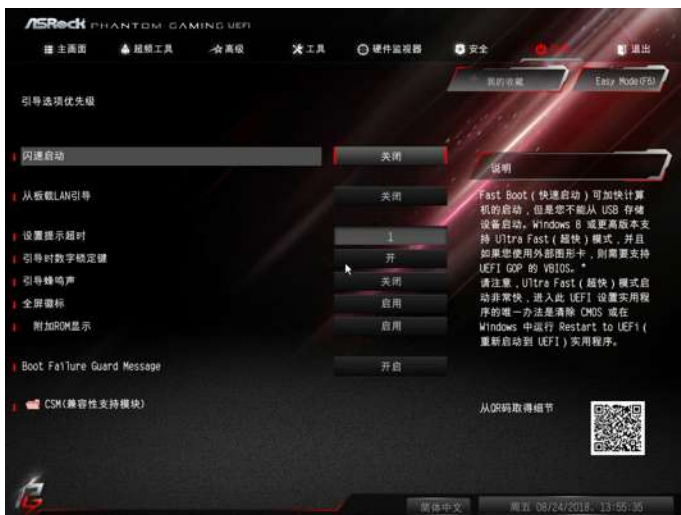 ASRock PHANTOM GAMING UEFI
主画面 超频工具 高级 工具 硬件监视器 安全 退出
我的收藏 Easy Mode(F6)
引导选项优先级
闪速启动 关闭
从板载LAN引导 关闭
设置提示超时 1
引导时数字锁定键 开
引导蜂鸣声 关闭
全屏徽标 启用
附加ROM显示 启用
Boot Failure Guard Message 开启
CSM(兼容性支持模块)
说明
Fast Boot ( 快速启动 ) 可加快计算
机的启动 , 但是您不能从 USB 存储
设备启动。Windows 8 或更高版本支
持 Ultra Fast ( 超快 ) 模式 , 并且
如果您使用外部图形卡 , 则需要支持
UEFI GOP 的 VBIOS。 *
请注意 , Ultra Fast ( 超快 ) 模式启
动非常快 , 进入此 UEFI 设置实用程
序的唯一办法是清除 CMOS 或在
Windows 中运行 Restart to UEFI (
重新启动到 UEFI ) 实用程序。
从QR码取得细节
简体中文 周五 08/24/2018. 13:55:35